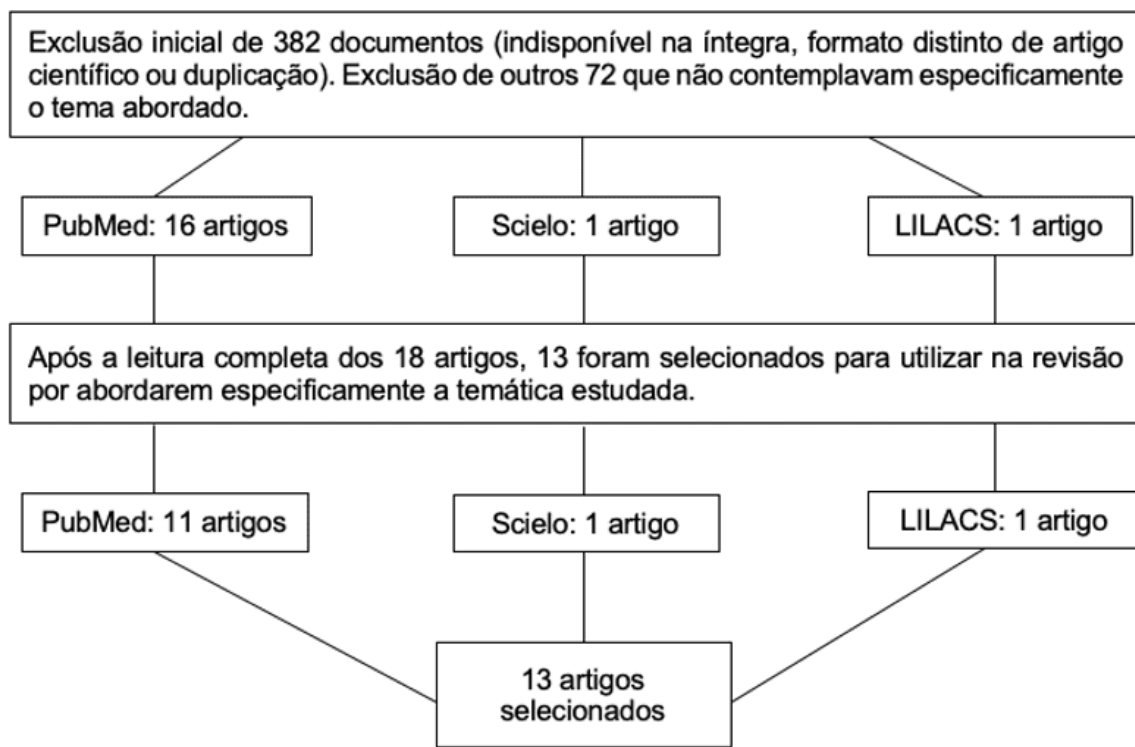 Exclusão inicial de 382 documentos (indisponível na íntegra, formato distinto de artigo
científico ou duplicação). Exclusão de outros 72 que não contemplavam especificamente
o tema abordado.
PubMed: 16 artigos
Scielo: 1 artigo
LILACS: 1 artigo
Após a leitura completa dos 18 artigos, 13 foram selecionados para utilizar na revisão
por abordarem especificamente a temática estudada.
PubMed: 11 artigos
Scielo: 1 artigo
LILACS: 1 artigo
13 artigos
selecionados